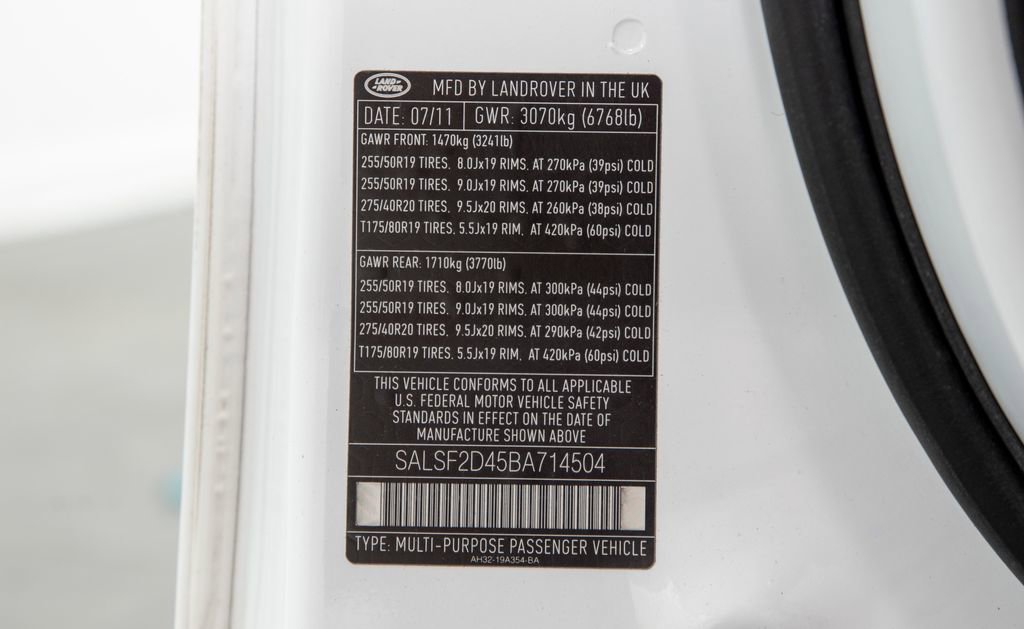 LAND-
-ROVER
MFD BY LANDROVER IN THE UK
DATE: 07/11 GWR: 3070kg (6768lb)
GAWR FRONT: 1470kg (3241lb)
255/50R19 TIRES, 8.0Jx19 RIMS, AT 270kPa (39psi) COLD
255/50R19 TIRES, 9.0Jx19 RIMS, AT 270kPa (39psi) COLD
275/40R20 TIRES, 9.5Jx20 RIMS, AT 260kPa (38psi) COLD
T175/80R19 TIRES, 5.5Jx19 RIM, AT 420kPa (60psi) COLD
GAWR REAR: 1710kg (3770lb)
255/50R19 TIRES, 8.0Jx19 RIMS, AT 300kPa (44psi) COLD
255/50R19 TIRES, 9.0Jx19 RIMS, AT 300kPa (44psi) COLD
275/40R20 TIRES, 9.5Jx20 RIMS, AT 290kPa (42psi) COLD
T175/80R19 TIRES, 5.5Jx19 RIM, AT 420kPa (60psi) COLD
THIS VEHICLE CONFORMS TO ALL APPLICABLE
U.S. FEDERAL MOTOR VEHICLE SAFETY
STANDARDS IN EFFECT ON THE DATE OF
MANUFACTURE SHOWN ABOVE
SALSF2D45BA714504
TYPE: MULTI-PURPOSE PASSENGER VEHICLE
AH32-19A354-BA